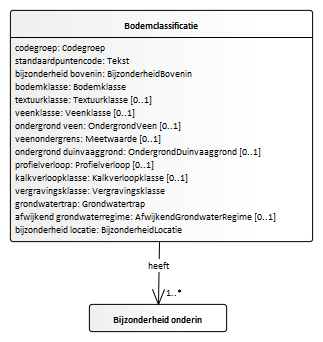 Bodemclassificatie
codegroep: Codegroep
standaardpuntencode: Tekst
bijzonderheid bovenin: BijzonderheidBovenin
bodemklasse: Bodemklasse
textuurklasse: Textuurklasse [0..1]
veenklasse: Veenklasse [0..1]
ondergrond veen: OndergrondVeen [0..1]
veenondergrens: Meetwaarde [0..1]
ondergrond duinvaaggrond: OndergrondDuinvaaggrond [0..1]
profielverloop: Profielverloop [0..1]
kalkverloopklasse: Kalkverloopklasse [0..1]
vergravingsklasse: Vergravingsklasse
grondwatertrap: Grondwatertrap
afwijkend grondwaterregime: AfwijkendGrondwaterRegime [0..1]
bijzonderheid locatie: BijzonderheidLocatie
heeft
1..*
Bijzonderheid onderin